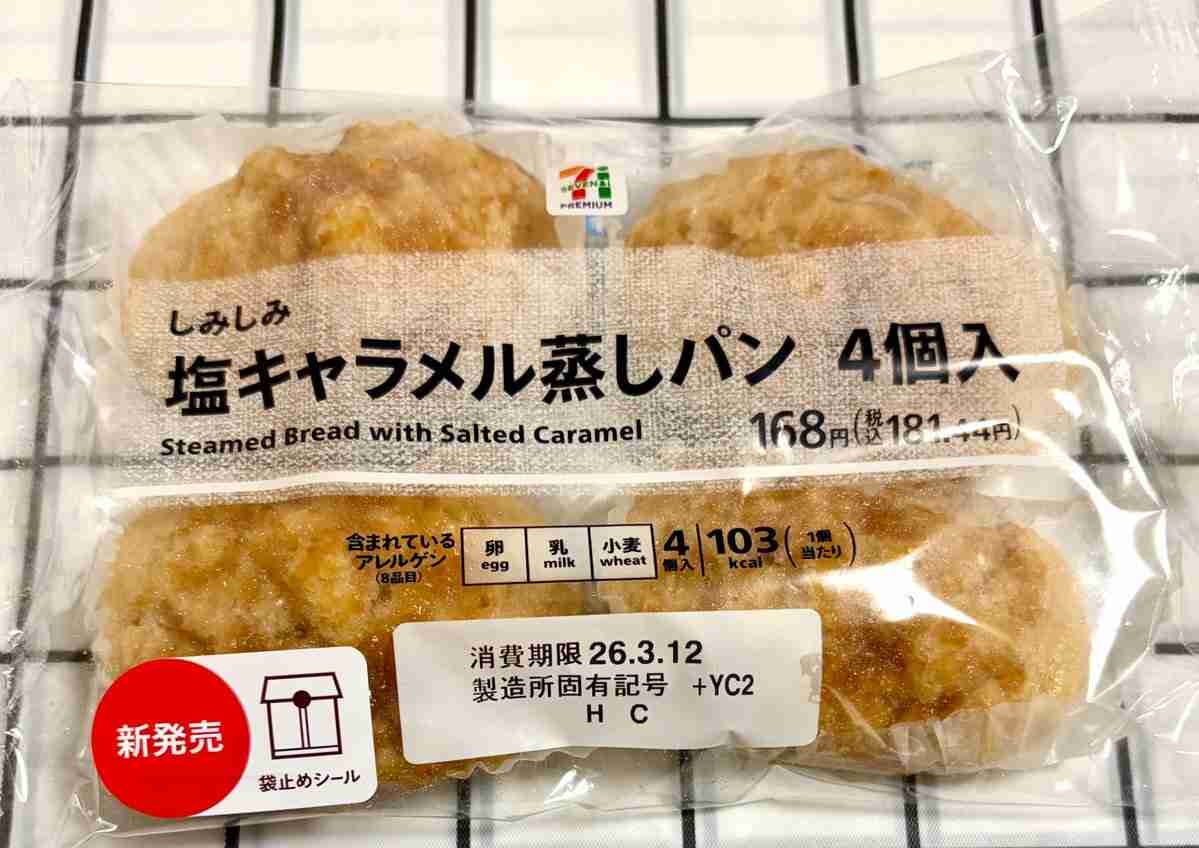 SEVEN&i
PREMIUM
しみしみ
塩キャラメル蒸しパン 4個入
Steamed Bread with Salted Caramel
168円(税込181.44円)
含まれている
アレルゲン
(8品目)
卵 乳 小麦
egg milk wheat
4個入
103kcal
(1個当たり)
消費期限 26.3.12
製造所固有記号 +YC2
H C
新発売
袋止めシール